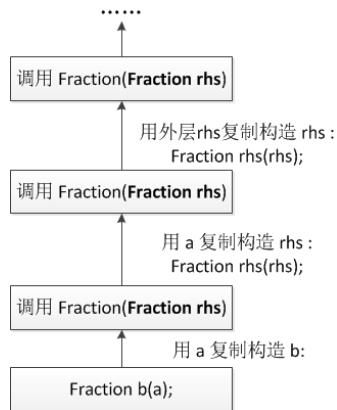 ……
调用 Fraction(Fraction rhs)
用外层rhs复制构造 rhs :
Fraction rhs(rhs);
调用 Fraction(Fraction rhs)
用 a 复制构造 rhs :
Fraction rhs(rhs);
调用 Fraction(Fraction rhs)
用 a 复制构造 b:
Fraction b(a);